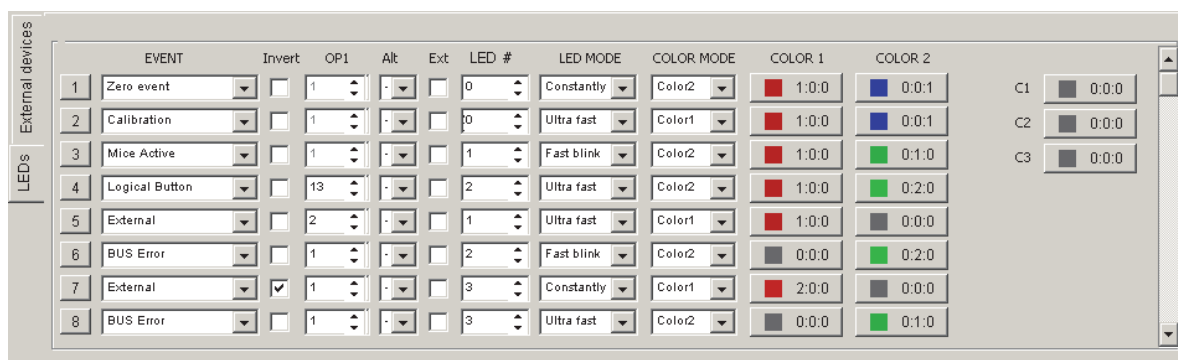 External devices
LEDs
EVENT Invert OP1 Alt Ext LED # LED MODE COLOR MODE COLOR 1 COLOR 2
1 Zero event 1 - 0 Constantly Color2 1:0:0 0:0:1 C1 0:0:0
2 Calibration 1 - 0 Ultra fast Color1 1:0:0 0:0:1 C2 0:0:0
3 Mice Active 1 - 1 Fast blink Color2 1:0:0 0:1:0 C3 0:0:0
4 Logical Button 13 - 2 Ultra fast Color2 1:0:0 0:2:0
5 External 2 - 1 Ultra fast Color1 1:0:0 0:0:0
6 BUS Error 1 - 2 Fast blink Color2 0:0:0 0:2:0
7 External 1 - 3 Constantly Color1 2:0:0 0:0:0
8 BUS Error 1 - 3 Ultra fast Color2 0:0:0 0:1:0